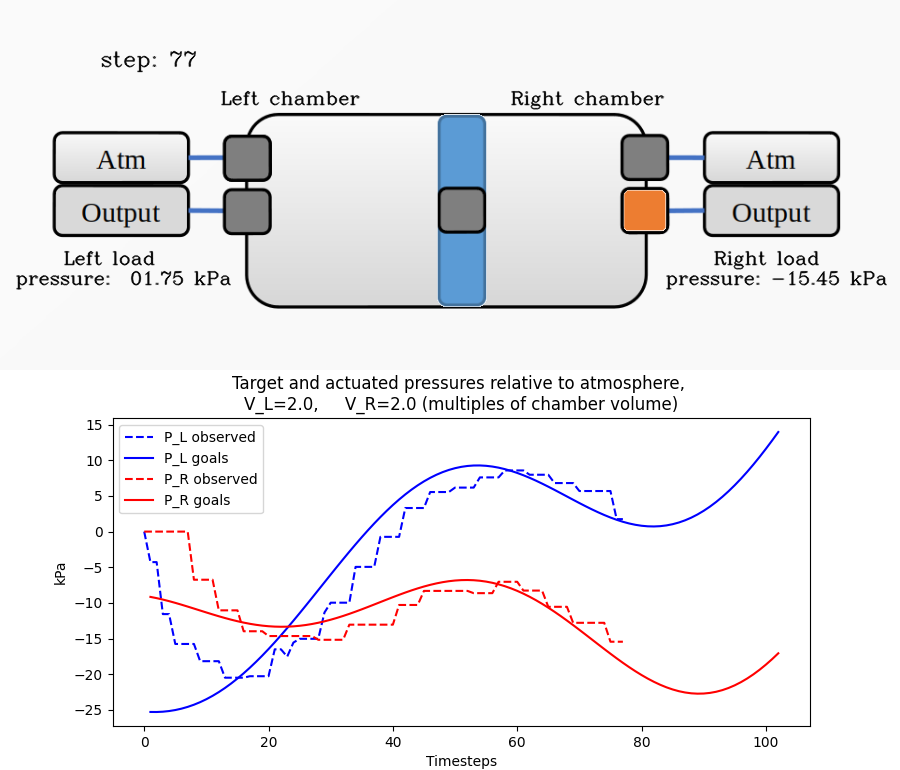 step: 77
Left chamber
Right chamber
Atm
Atm
Output
Output
Left load
pressure: 01.75 kPa
Right load
pressure: −15.45 kPa
Target and actuated pressures relative to atmosphere,
V_L=2.0, V_R=2.0 (multiples of chamber volume)
P_L observed
P_L goals
P_R observed
P_R goals
15
10
5
0
−5
−10
−15
−20
−25
kPa
0 20 40 60 80 100
Timesteps